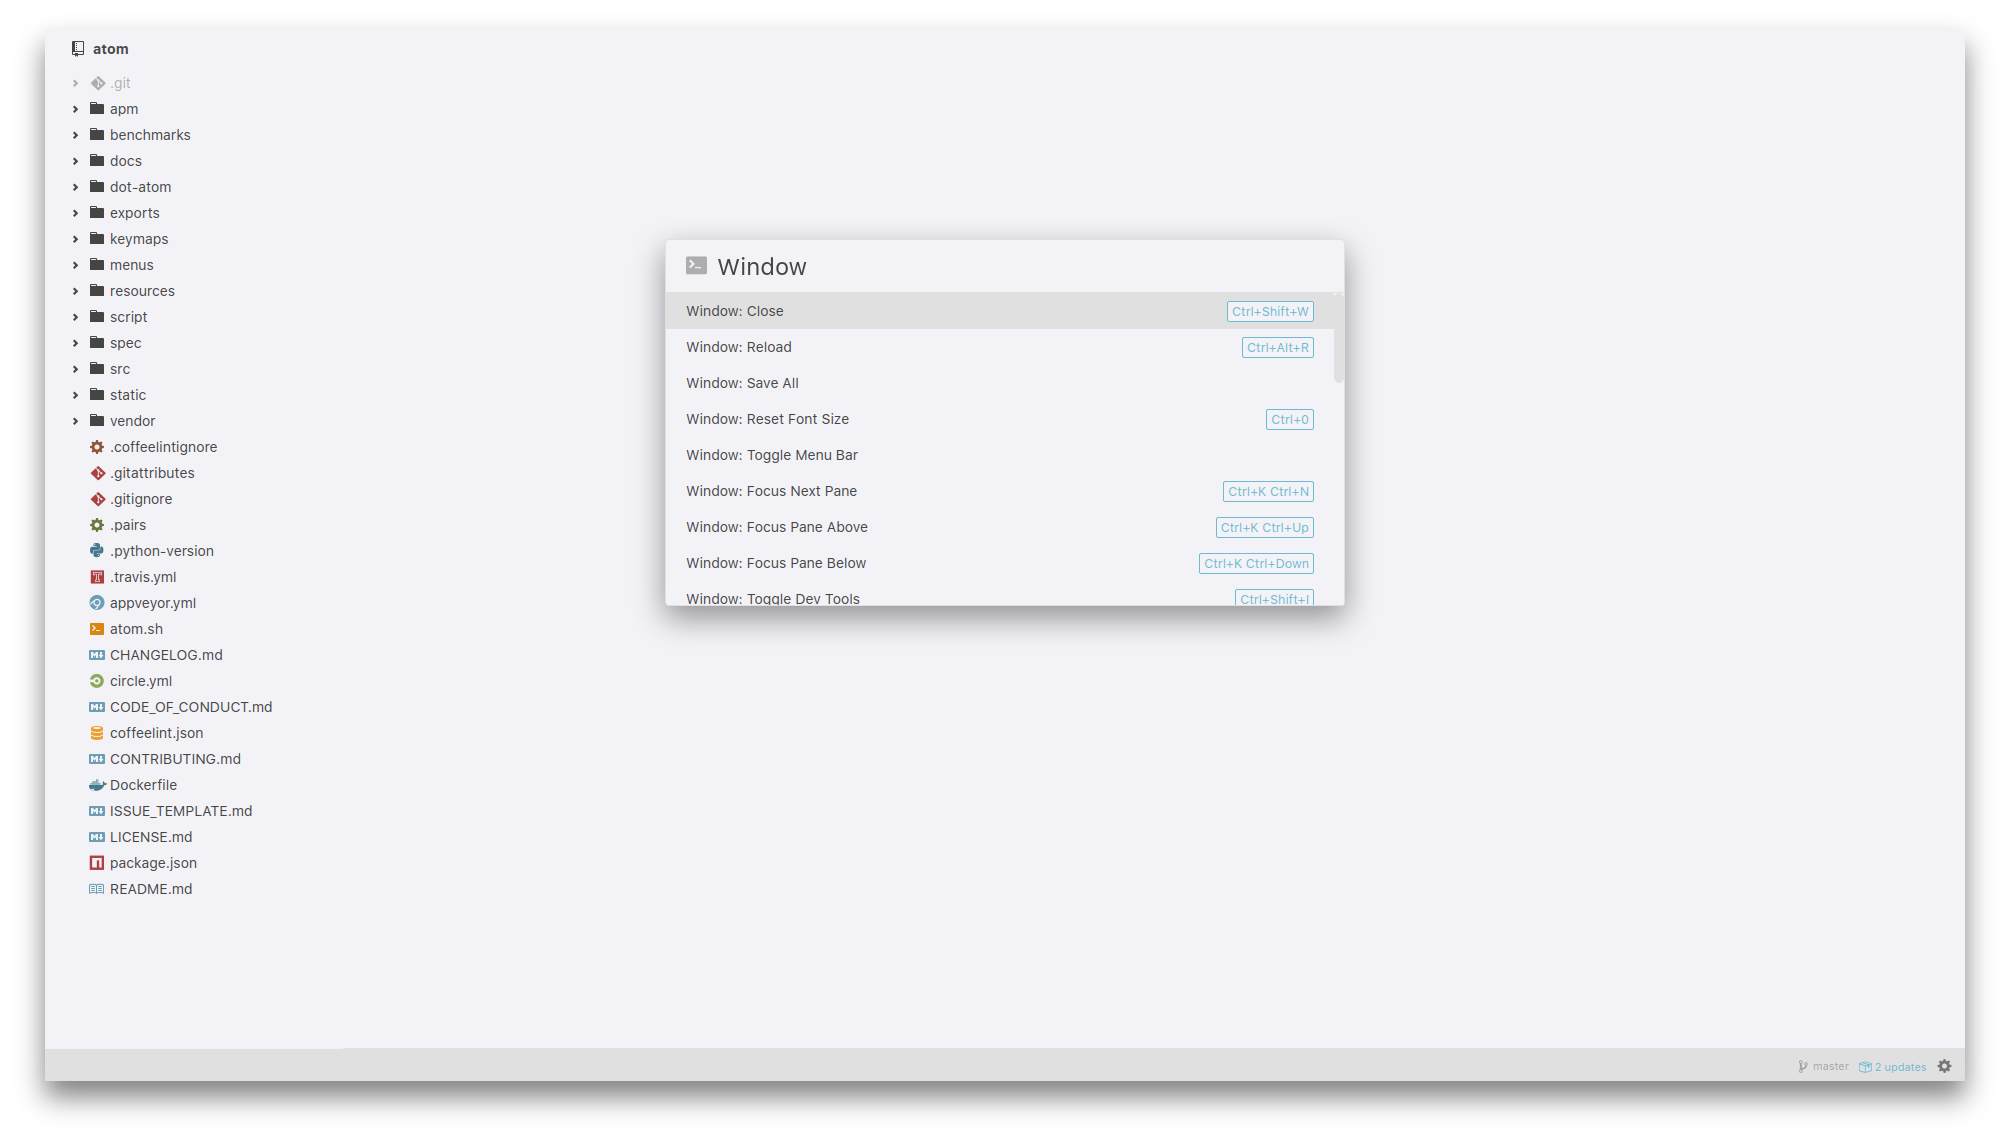 atom
.git
apm
benchmarks
docs
dot-atom
exports
keymaps
menus
resources
script
spec
src
static
vendor
.coffeelintignore
.gitattributes
.gitignore
.pairs
.python-version
.travis.yml
appveyor.yml
atom.sh
CHANGELOG.md
circle.yml
CODE_OF_CONDUCT.md
coffeelint.json
CONTRIBUTING.md
Dockerfile
ISSUE_TEMPLATE.md
LICENSE.md
package.json
README.md
Window
Window: Close Ctrl+Shift+W
Window: Reload Ctrl+Alt+R
Window: Save All
Window: Reset Font Size Ctrl+0
Window: Toggle Menu Bar
Window: Focus Next Pane Ctrl+K Ctrl+N
Window: Focus Pane Above Ctrl+K Ctrl+Up
Window: Focus Pane Below Ctrl+K Ctrl+Down
Window: Toggle Dev Tools Ctrl+Shift+I
master 2 updates